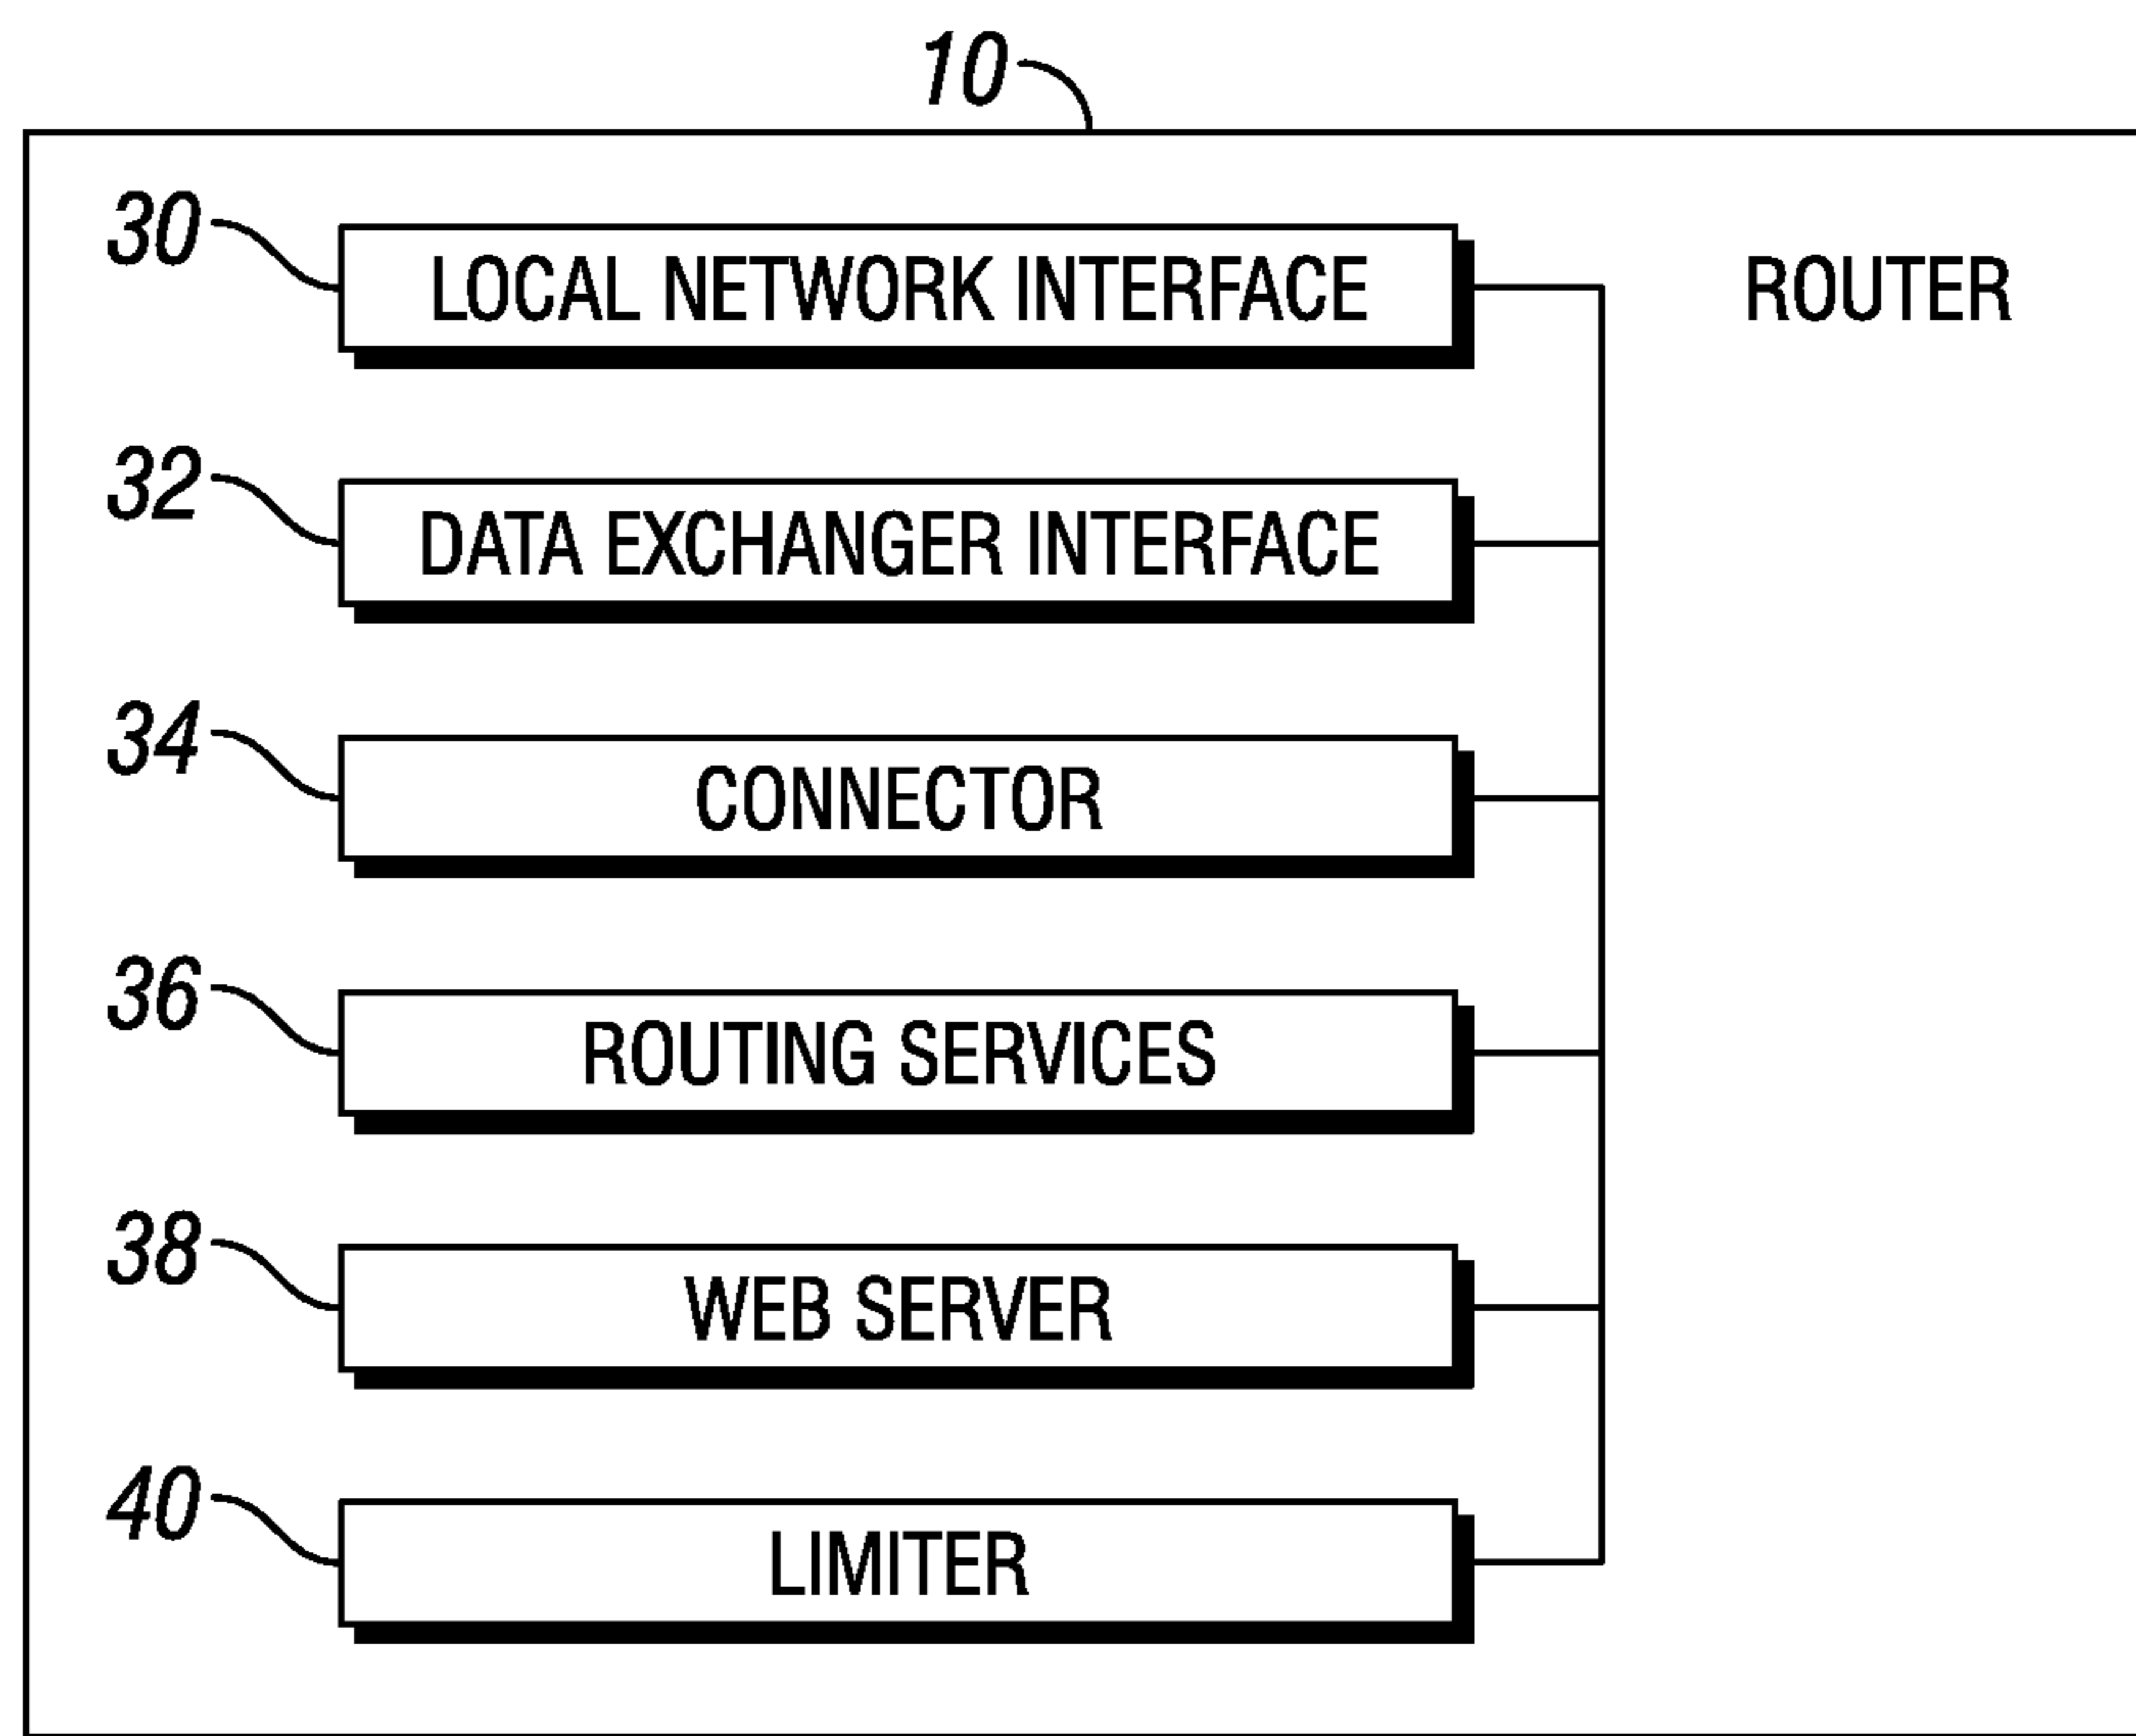 10
30 LOCAL NETWORK INTERFACE ROUTER
32 DATA EXCHANGER INTERFACE
34 CONNECTOR
36 ROUTING SERVICES
38 WEB SERVER
40 LIMITER